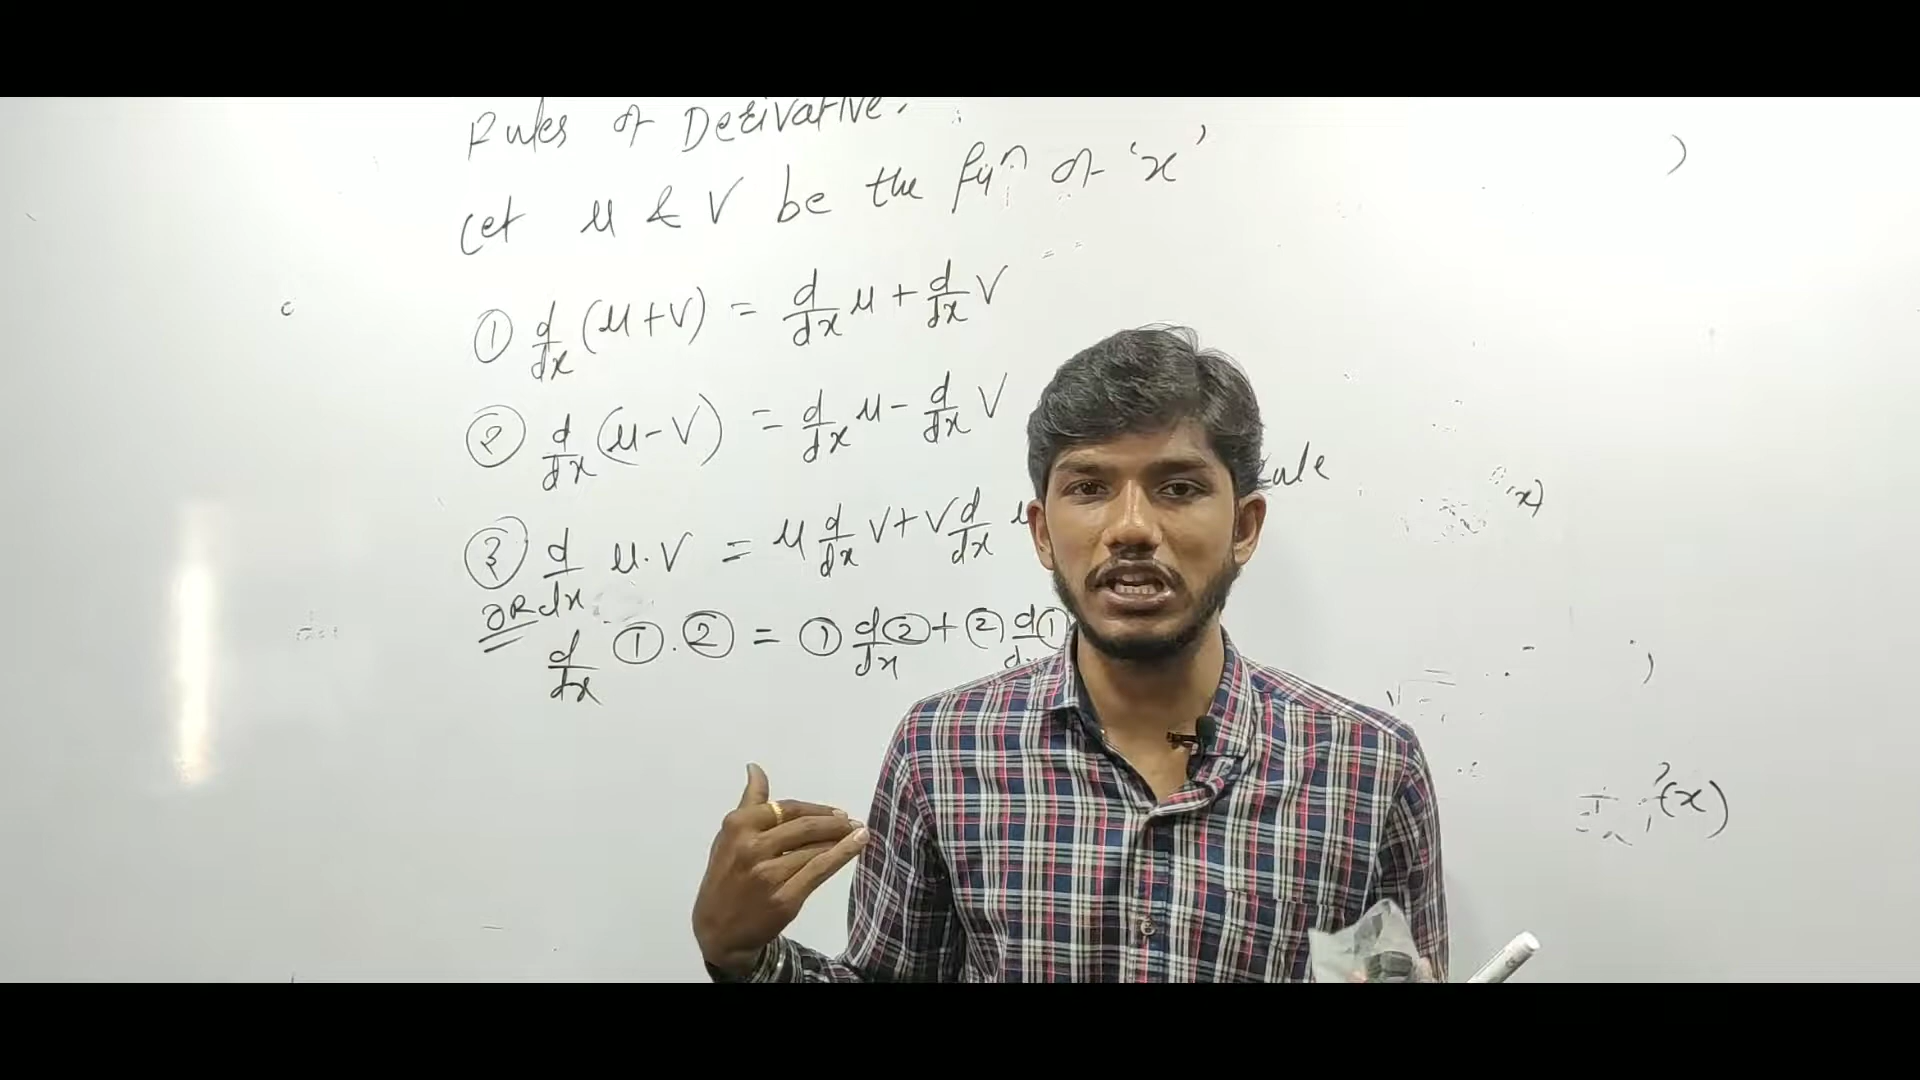 Rules of Derivative.
Let u & V be the fun of 'x'
① d/dx (u+V) = d/dx u + d/dx V
② d/dx (u-V) = d/dx u - d/dx V
③ d/dx u.V = u d/dx V + V d/dx u
OR d/dx ①.② = ① d/dx ② + ② d/dx ①
(x)